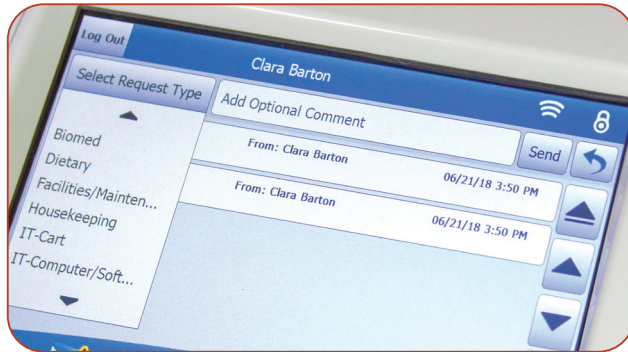 Log Out
Clara Barton
Select Request Type
Add Optional Comment
Send
Biomed
Dietary
Facilities/Mainten...
Housekeeping
IT-Cart
IT-Computer/Soft...
From: Clara Barton
06/21/18 3:50 PM
From: Clara Barton
06/21/18 3:50 PM